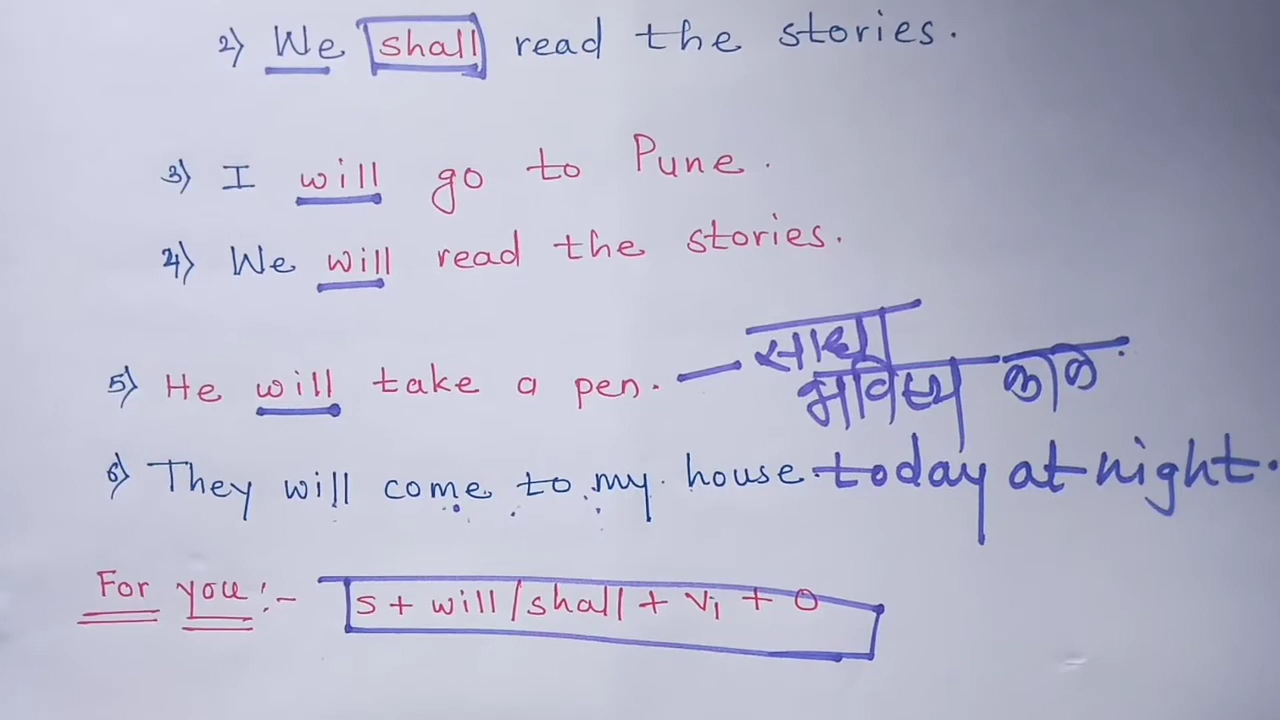 2) We shall read the stories.
3) I will go to Pune.
4) We will read the stories.
5) He will take a pen. — साधा
भविष्य काळ.
6) They will come to my house today at night.
For you :- S + will / shall + V₁ + O